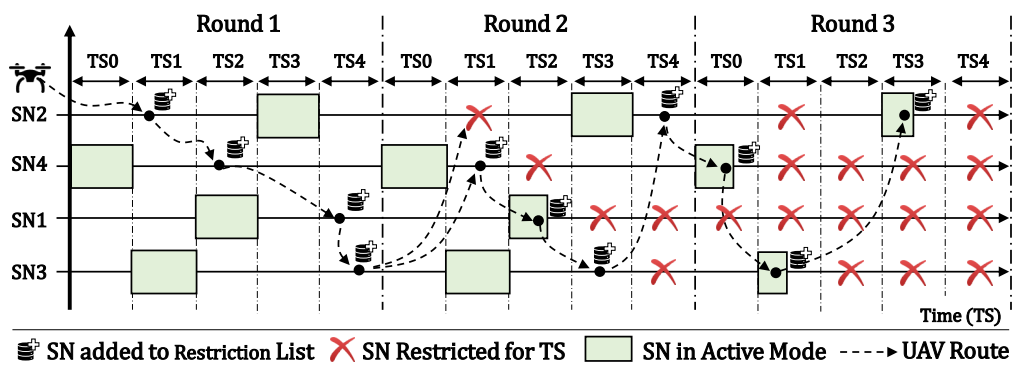 Round 1 Round 2 Round 3
TS0 TS1 TS2 TS3 TS4 TS0 TS1 TS2 TS3 TS4 TS0 TS1 TS2 TS3 TS4
SN2
SN4
SN1
SN3
Time (TS)
SN added to Restriction List SN Restricted for TS SN in Active Mode UAV Route